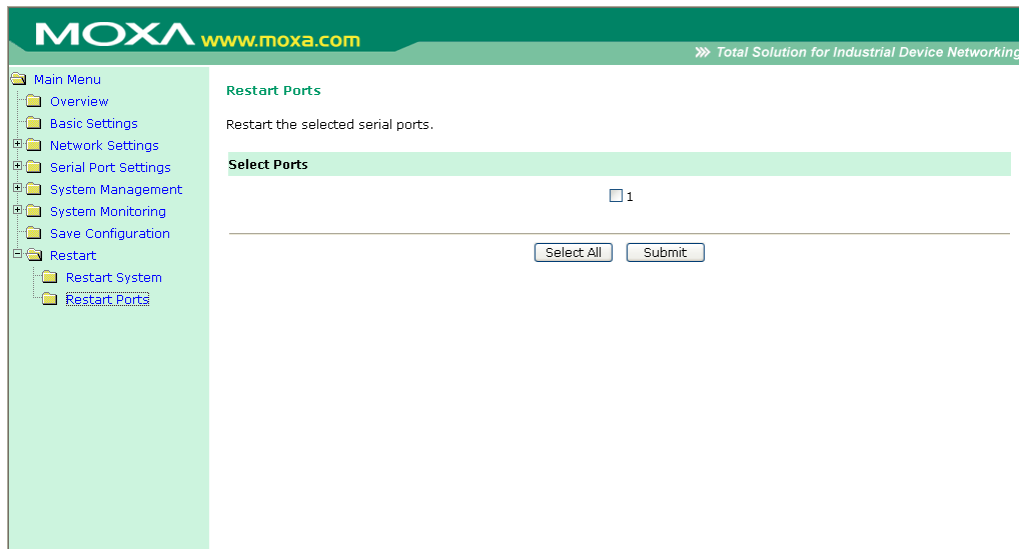 MOXA www.moxa.com
Total Solution for Industrial Device Networking
Main Menu
Overview
Basic Settings
Network Settings
Serial Port Settings
System Management
System Monitoring
Save Configuration
Restart
Restart System
Restart Ports
Restart Ports
Restart the selected serial ports.
Select Ports
1
Select All Submit